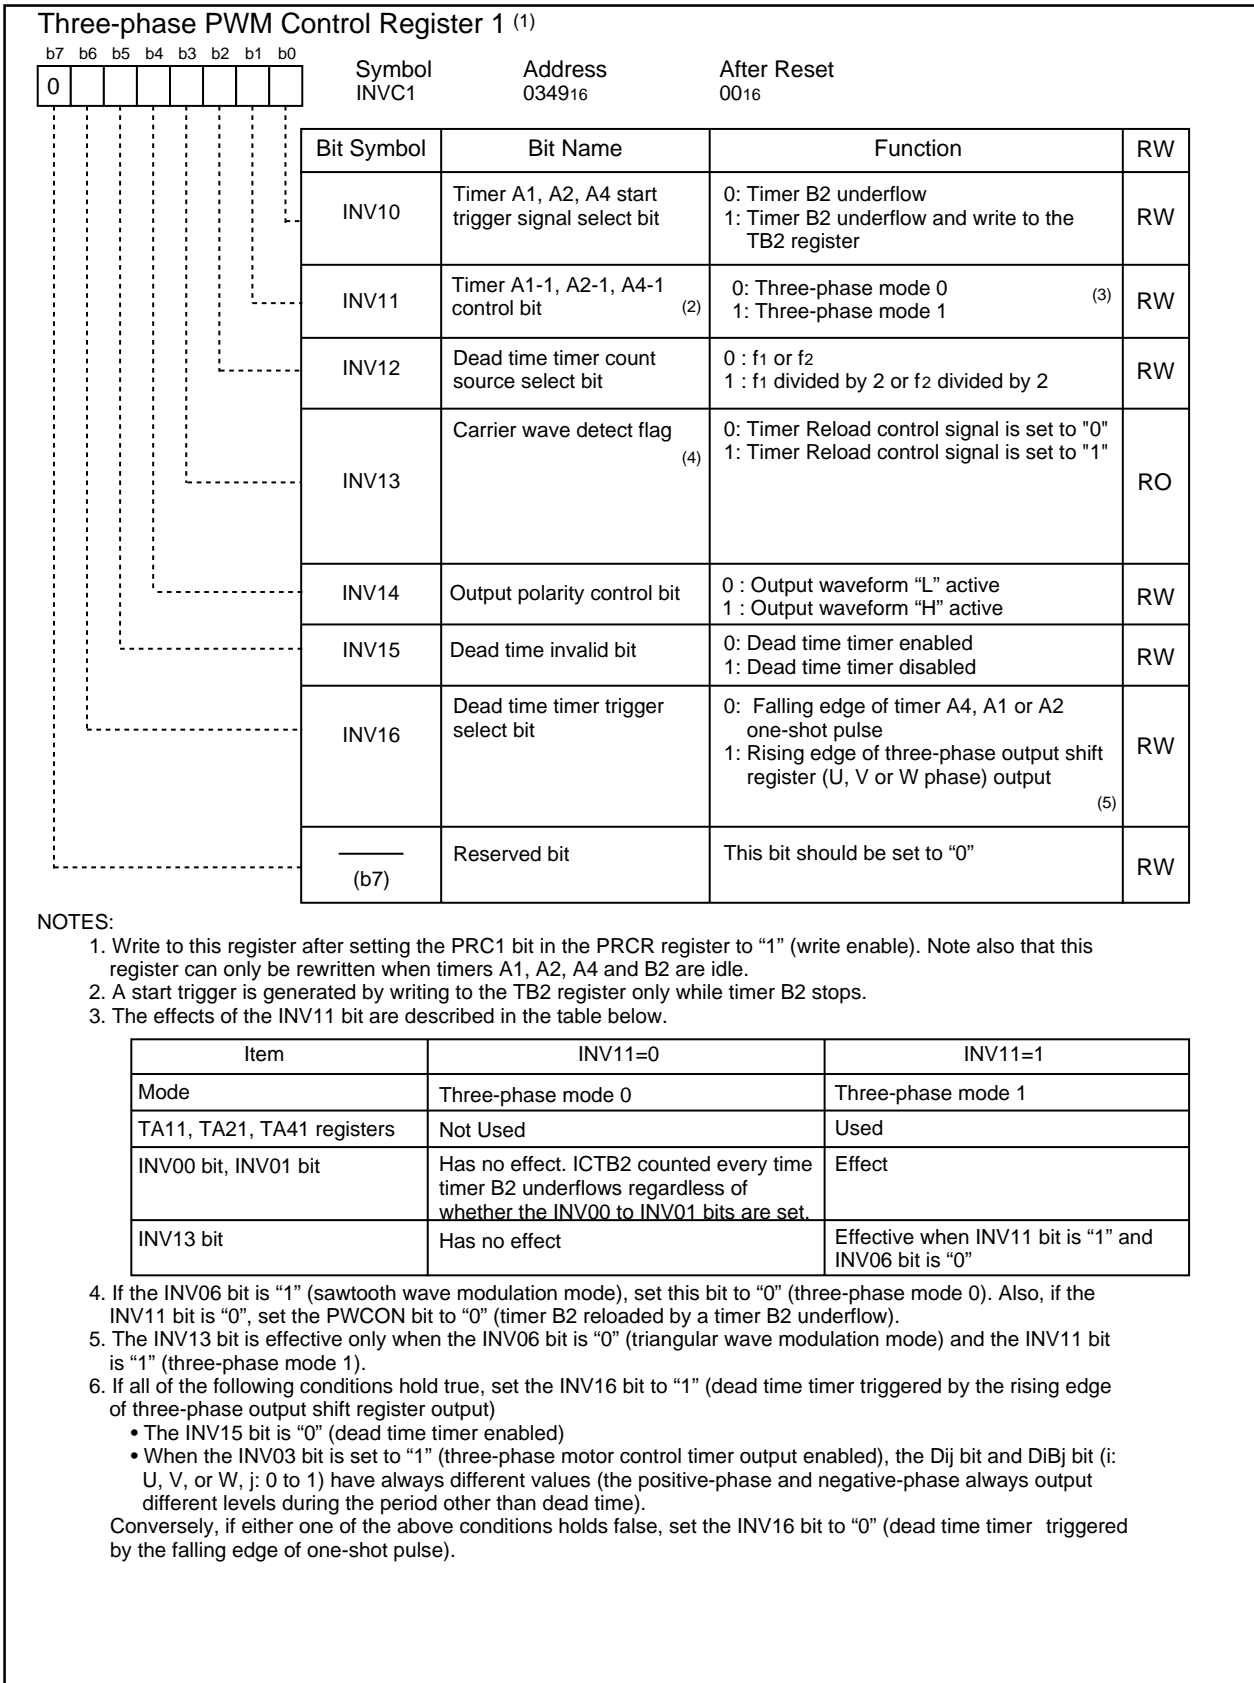 Three-phase PWM Control Register 1 (1)
b7 b6 b5 b4 b3 b2 b1 b0
0
Symbol Address After Reset
INVC1 034916 0016
Bit Symbol Bit Name Function RW
INV10
Timer A1, A2, A4 start
trigger signal select bit
0: Timer B2 underflow
1: Timer B2 underflow and write to the
TB2 register
RW
INV11
Timer A1-1, A2-1, A4-1
control bit (2)
0: Three-phase mode 0 (3)
1: Three-phase mode 1
RW
INV12
Dead time timer count
source select bit
0 : f1 or f2
1 : f1 divided by 2 or f2 divided by 2
RW
INV13
Carrier wave detect flag
(4)
0: Timer Reload control signal is set to "0"
1: Timer Reload control signal is set to "1"
RO
INV14
Output polarity control bit
0 : Output waveform “L” active
1 : Output waveform “H” active
RW
INV15
Dead time invalid bit
0: Dead time timer enabled
1: Dead time timer disabled
RW
INV16
Dead time timer trigger
select bit
0: Falling edge of timer A4, A1 or A2
one-shot pulse
1: Rising edge of three-phase output shift
register (U, V or W phase) output
(5)
RW
(b7)
Reserved bit
This bit should be set to “0”
RW
NOTES:
1. Write to this register after setting the PRC1 bit in the PRCR register to “1” (write enable). Note also that this
register can only be rewritten when timers A1, A2, A4 and B2 are idle.
2. A start trigger is generated by writing to the TB2 register only while timer B2 stops.
3. The effects of the INV11 bit are described in the table below.
Item INV11=0 INV11=1
Mode Three-phase mode 0 Three-phase mode 1
TA11, TA21, TA41 registers Not Used Used
INV00 bit, INV01 bit
Has no effect. ICTB2 counted every time
timer B2 underflows regardless of
whether the INV00 to INV01 bits are set.
Effect
INV13 bit
Has no effect
Effective when INV11 bit is “1” and
INV06 bit is “0”
4. If the INV06 bit is “1” (sawtooth wave modulation mode), set this bit to “0” (three-phase mode 0). Also, if the
INV11 bit is “0”, set the PWCON bit to “0” (timer B2 reloaded by a timer B2 underflow).
5. The INV13 bit is effective only when the INV06 bit is “0” (triangular wave modulation mode) and the INV11 bit
is “1” (three-phase mode 1).
6. If all of the following conditions hold true, set the INV16 bit to “1” (dead time timer triggered by the rising edge
of three-phase output shift register output)
• The INV15 bit is “0” (dead time timer enabled)
• When the INV03 bit is set to “1” (three-phase motor control timer output enabled), the Dij bit and DiBj bit (i:
U, V, or W, j: 0 to 1) have always different values (the positive-phase and negative-phase always output
different levels during the period other than dead time).
Conversely, if either one of the above conditions holds false, set the INV16 bit to “0” (dead time timer triggered
by the falling edge of one-shot pulse).